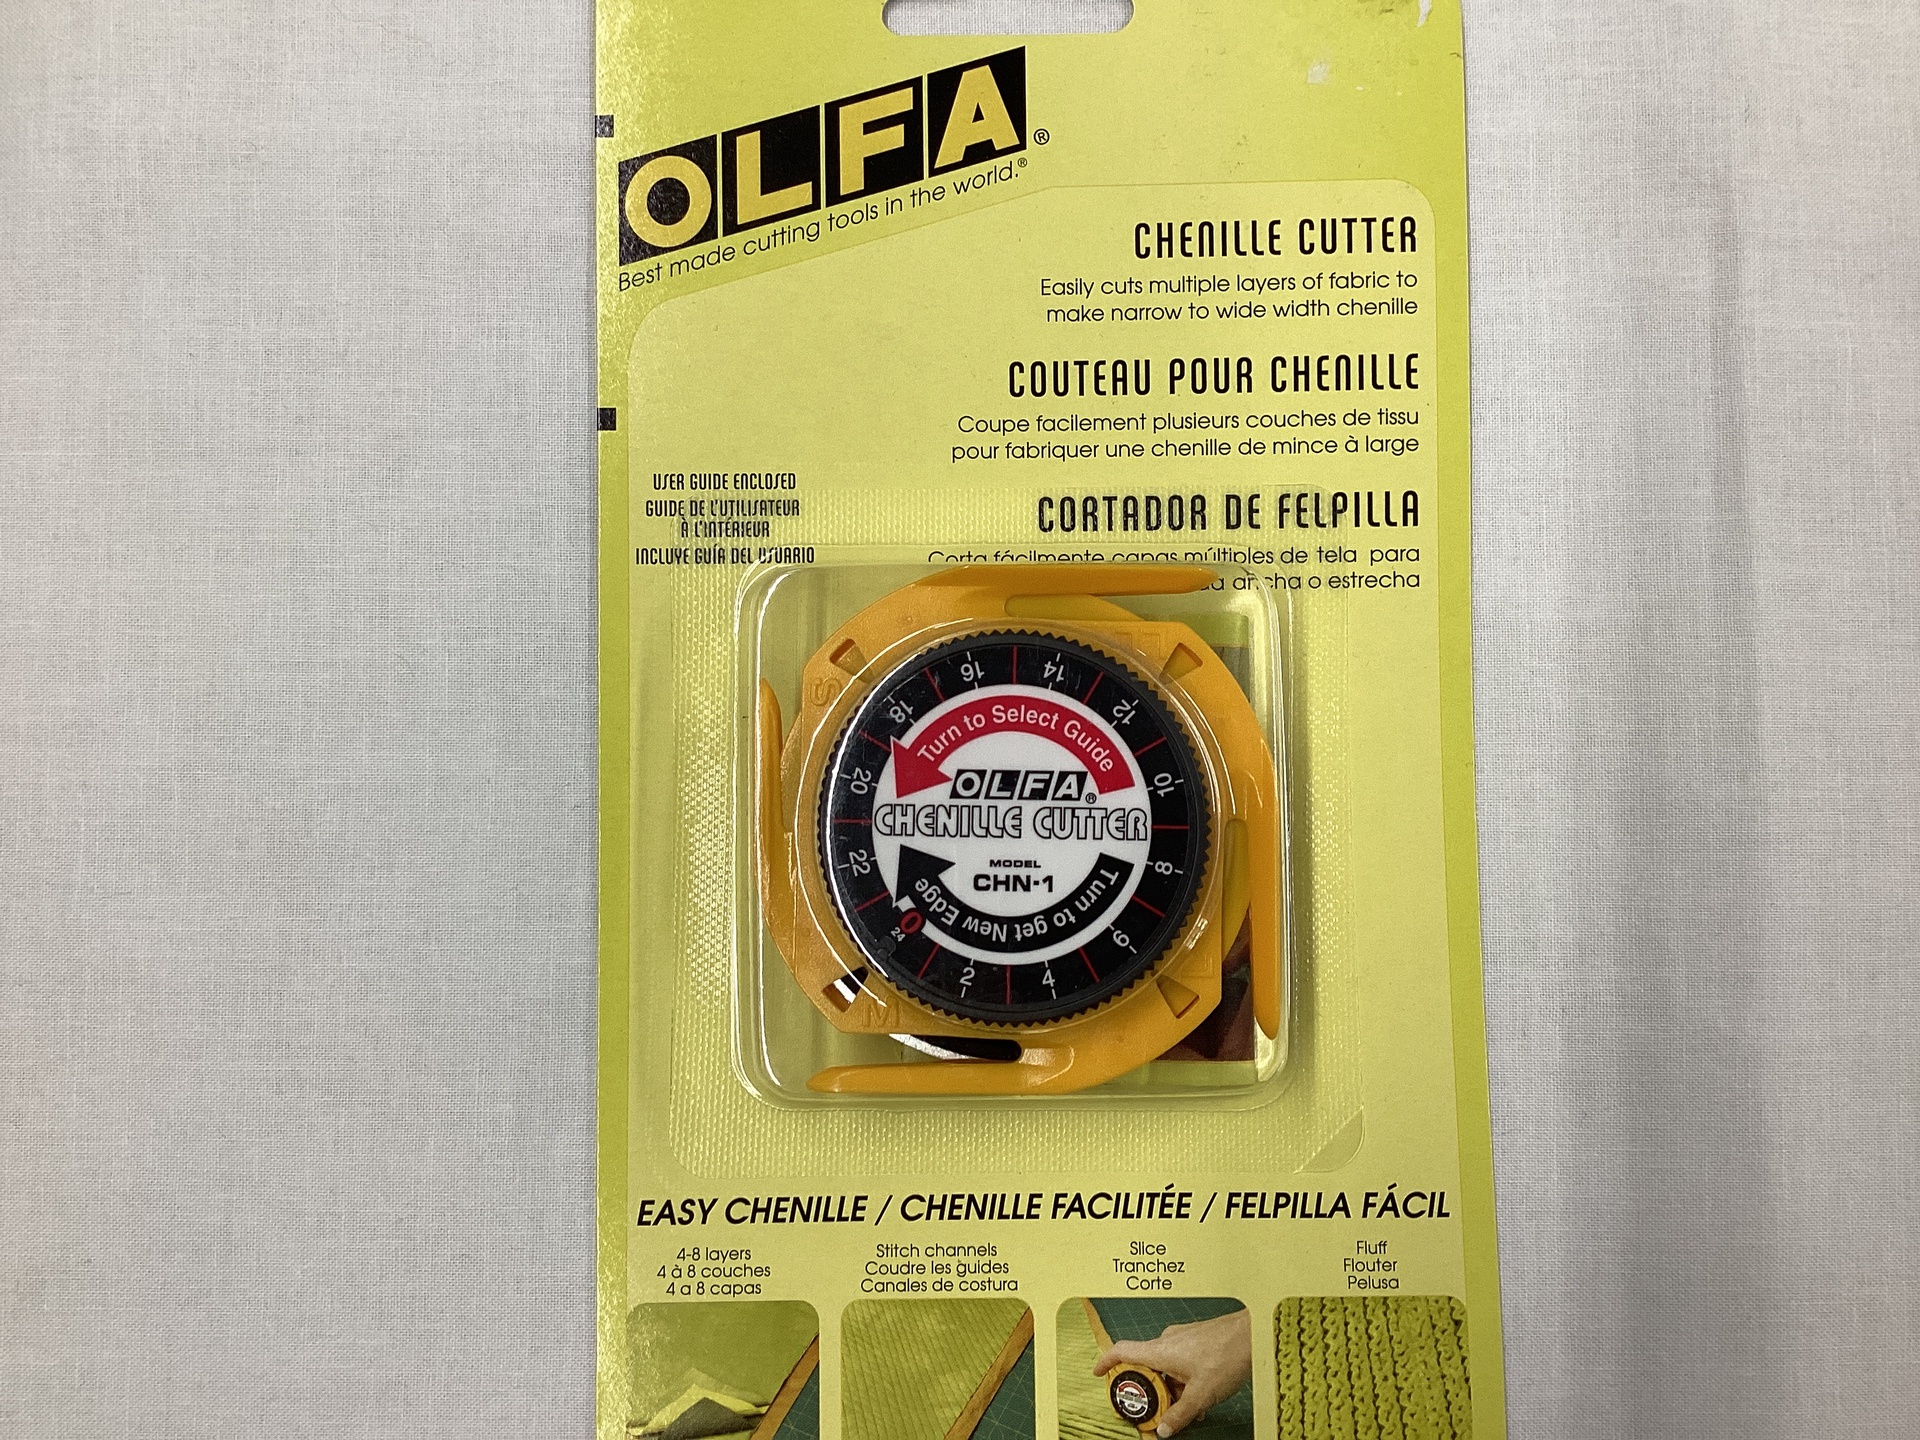 OLFA®
Best made cutting tools in the world.®
CHENILLE CUTTER
Easily cuts multiple layers of fabric to
make narrow to wide width chenille
COUTEAU POUR CHENILLE
Coupe facilement plusieurs couches de tissu
pour fabriquer une chenille de mince à large
USER GUIDE ENCLOSED
GUIDE DE L'UTILISATEUR
À L'INTÉRIEUR
INCLUYE GUÍA DEL USUARIO
CORTADOR DE FELPILLA
Corta fácilmente capas múltiples de tela para
ancha o estrecha
S
L
M
0
2
4
6
8
10
12
14
16
18
20
22
24
Turn to Select Guide
OLFA®
CHENILLE CUTTER
MODEL
CHN-1
Turn to get New Edge
EASY CHENILLE / CHENILLE FACILITÉE / FELPILLA FÁCIL
4-8 layers
4 à 8 couches
4 a 8 capas
Stitch channels
Coudre les guides
Canales de costura
Slice
Tranchez
Corte
Fluff
Flouter
Pelusa